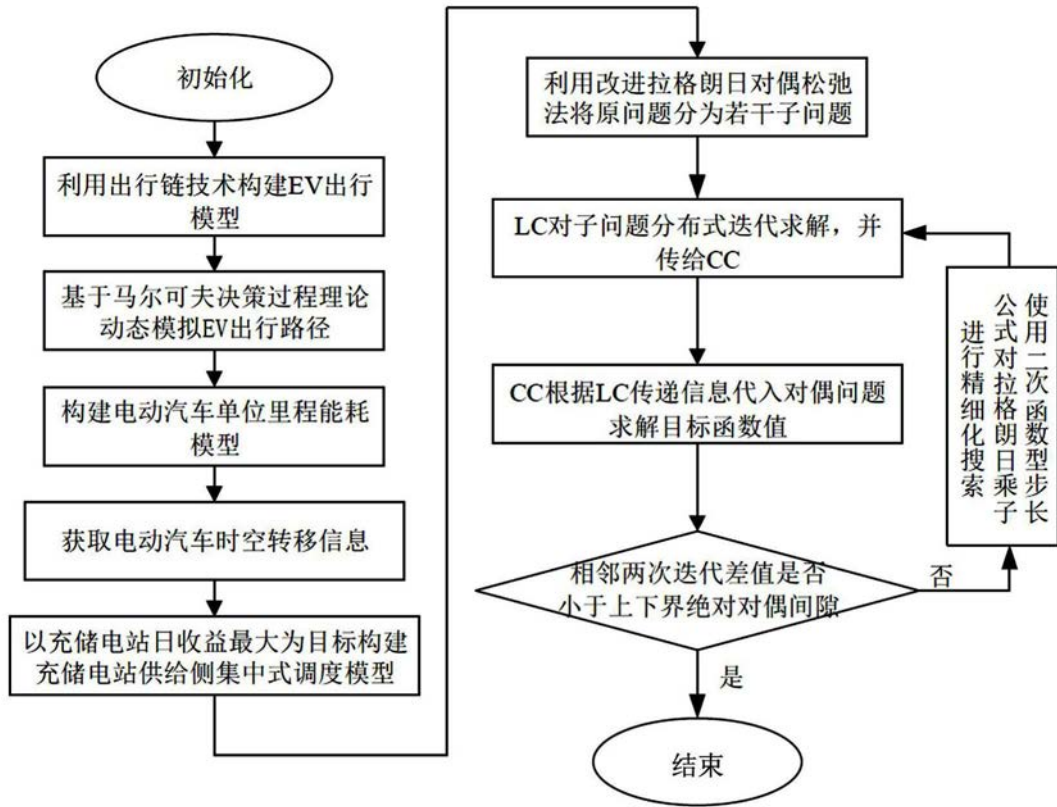 初始化
利用出行链技术构建EV出行
模型
基于马尔可夫决策过程理论
动态模拟EV出行路径
构建电动汽车单位里程能耗
模型
获取电动汽车时空转移信息
以充储电站日收益最大为目标构建
充储电站供给侧集中式调度模型
利用改进拉格朗日对偶松弛
法将原问题分为若干子问题
LC对子问题分布式迭代求解，并
传给CC
CC根据LC传递信息代入对偶问题
求解目标函数值
相邻两次迭代差值是否
小于上下界绝对对偶间隙
否
使用二次函数型步长
公式对拉格朗日乘子
进行精细化搜索
是
结束